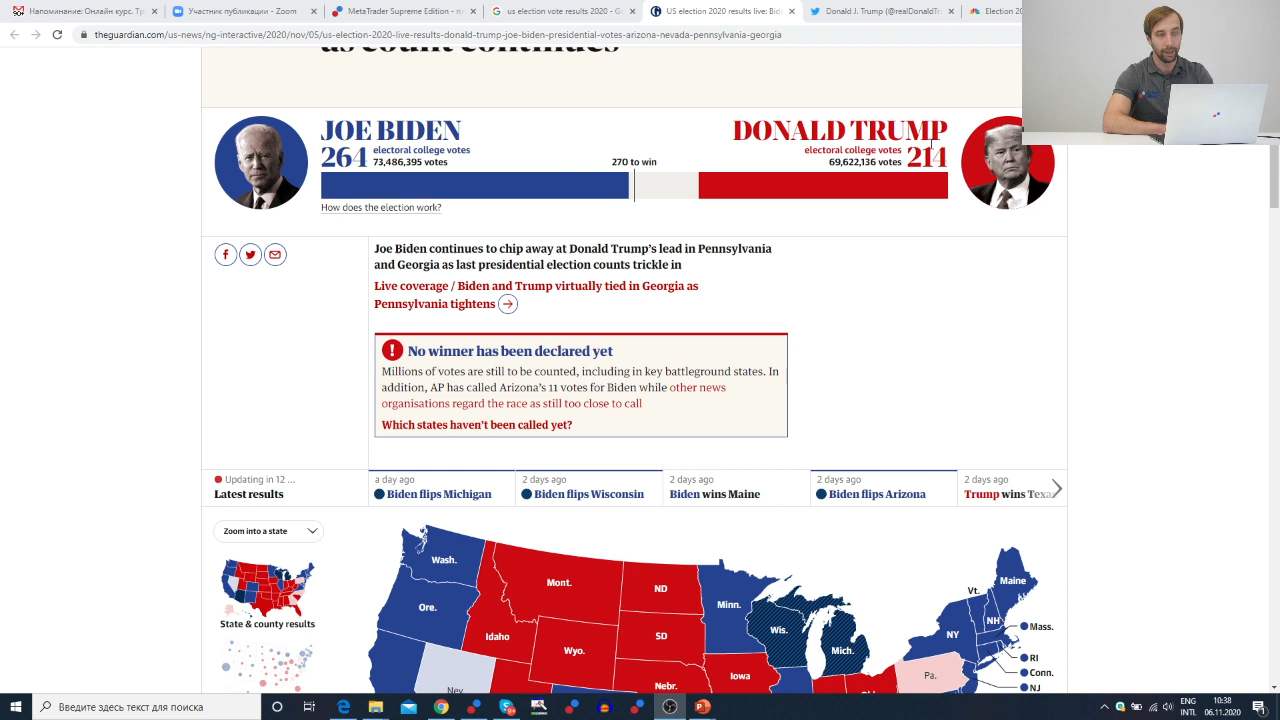 Онлайн каналы. Курс. Тр
Участник событий - Zoom
MetaTrader Supreme - на
us election votes results 2020 - Go
US election 2020 results live: Bid
Donald J. Trump (@realDonaldTr
Election 20
theguardian.com/us-news/ng-interactive/2020/nov/05/us-election-2020-live-results-donald-trump-joe-biden-presidential-votes-arizona-nevada-pennsylvania-georgia
as count continues
JOE BIDEN
264 electoral college votes
73,486,395 votes
270 to win
DONALD TRUMP
electoral college votes 214
69,622,136 votes
How does the election work?
Joe Biden continues to chip away at Donald Trump’s lead in Pennsylvania
and Georgia as last presidential election counts trickle in
Live coverage / Biden and Trump virtually tied in Georgia as
Pennsylvania tightens
No winner has been declared yet
Millions of votes are still to be counted, including in key battleground states. In
addition, AP has called Arizona’s 11 votes for Biden while other news
organisations regard the race as still too close to call
Which states haven’t been called yet?
Updating in 12 ...
Latest results
a day ago
Biden flips Michigan
2 days ago
Biden flips Wisconsin
2 days ago
Biden wins Maine
2 days ago
Biden flips Arizona
2 days ago
Trump wins Texas
Zoom into a state
State & county results
Wash.
Ore.
Idaho
Mont.
Wyo.
ND
SD
Nebr.
Minn.
Iowa
Wis.
Mich.
Nev
Pa.
NY
Vt.
NH
Maine
Mass.
RI
Conn.
NJ
Введите здесь текст для поиска
ENG
INTL
10:38
06.11.2020